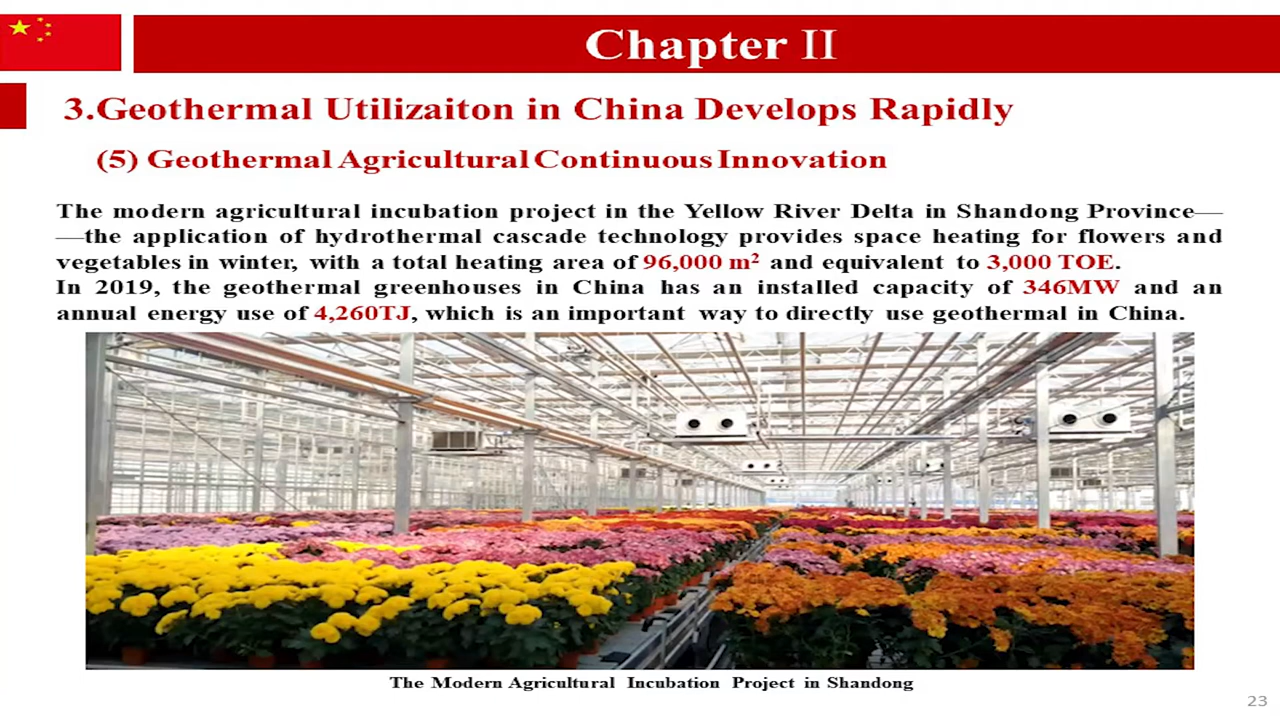 Chapter II
3.Geothermal Utilizaiton in China Develops Rapidly
(5) Geothermal Agricultural Continuous Innovation
The modern agricultural incubation project in the Yellow River Delta in Shandong Province—
—the application of hydrothermal cascade technology provides space heating for flowers and
vegetables in winter, with a total heating area of 96,000 m² and equivalent to 3,000 TOE.
In 2019, the geothermal greenhouses in China has an installed capacity of 346MW and an
annual energy use of 4,260TJ, which is an important way to directly use geothermal in China.
The Modern Agricultural Incubation Project in Shandong
23